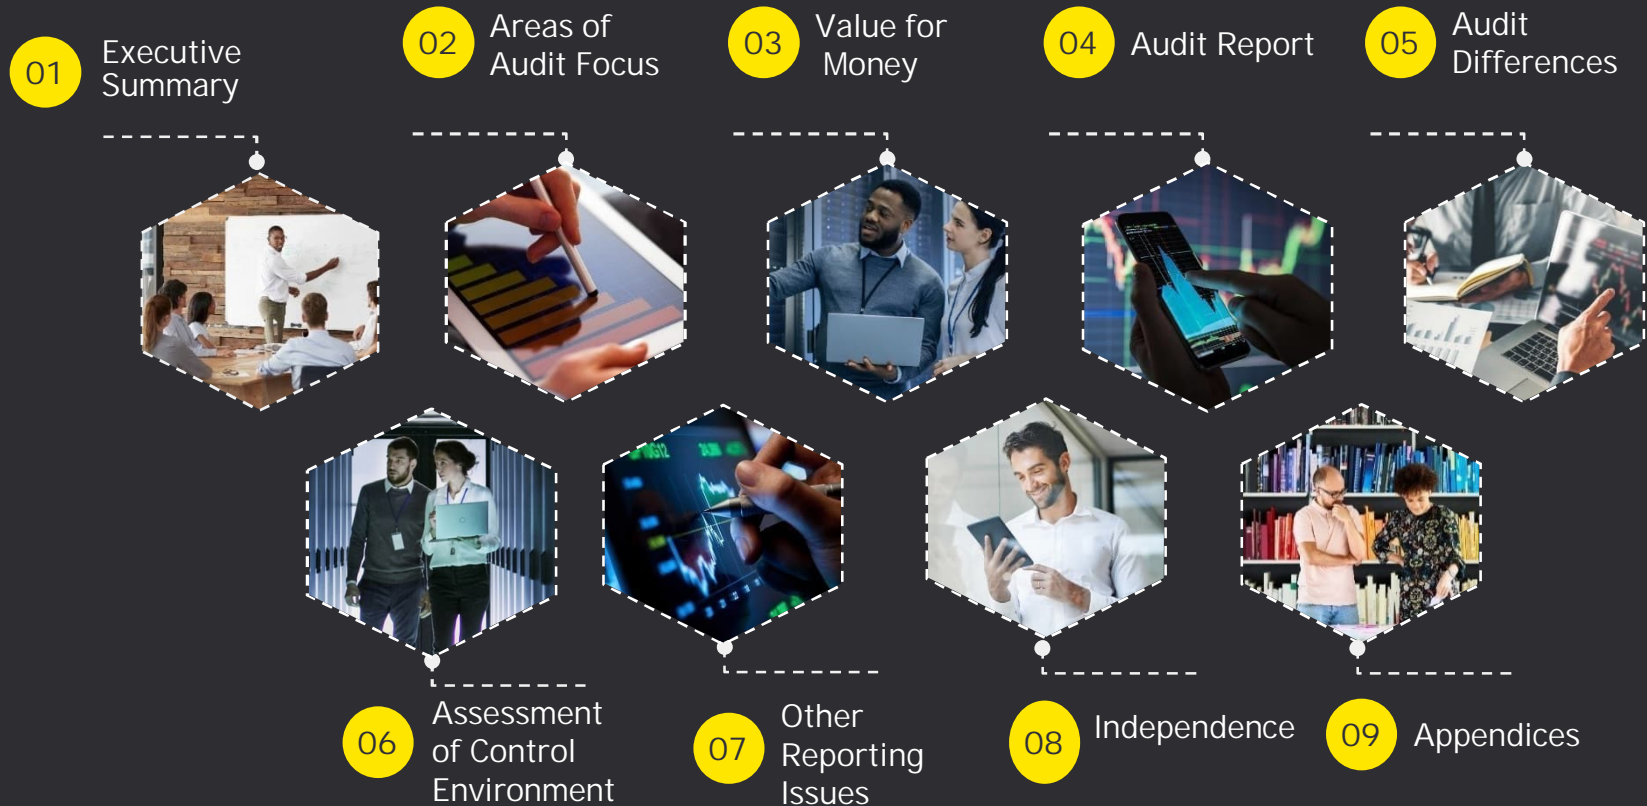 01
Executive
Summary
02
Areas of
Audit Focus
03
Value for
Money
04
Audit Report
05
Audit
Differences
06
Assessment
of Control
Environment
07
Other
Reporting
Issues
08
Independence
09
Appendices